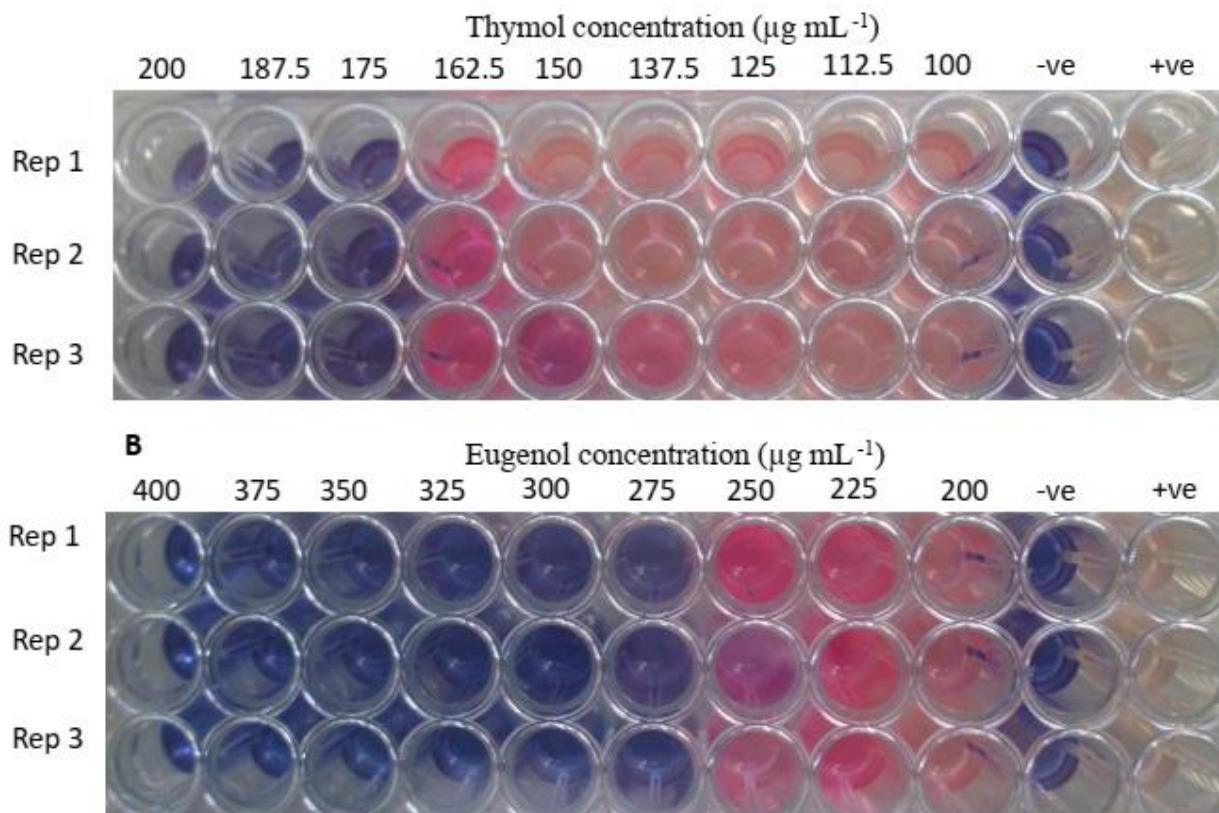 Thymol concentration (µg mL⁻¹)
200 187.5 175 162.5 150 137.5 125 112.5 100 -ve +ve
Rep 1
Rep 2
Rep 3
B
Eugenol concentration (µg mL⁻¹)
400 375 350 325 300 275 250 225 200 -ve +ve
Rep 1
Rep 2
Rep 3